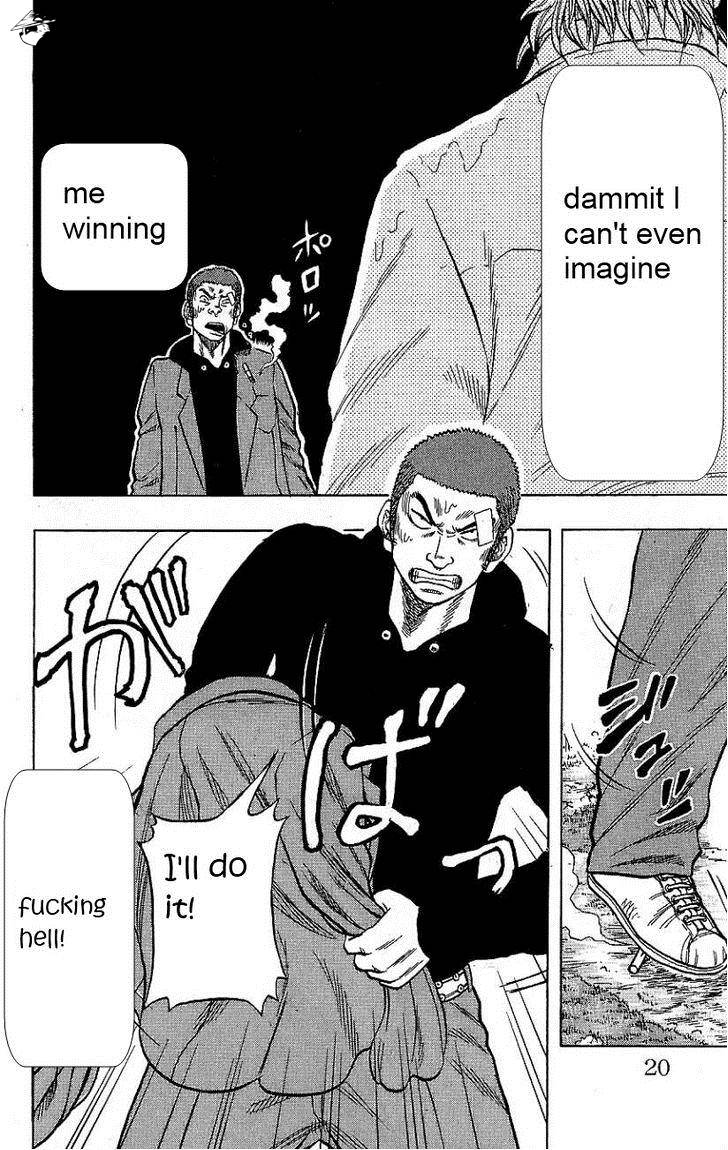 dammit I
can't even
imagine
me
winning
ポロッ
ジュッ
がばっ
I'll do
it!
fucking
hell!
20